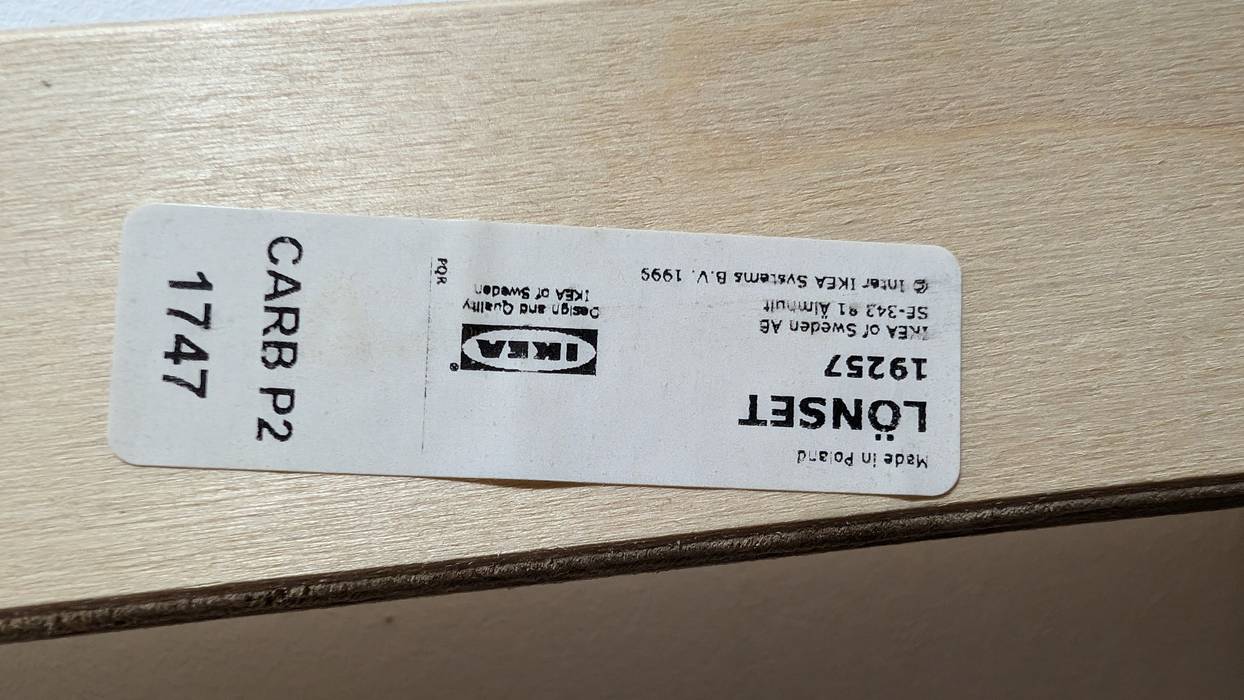 Made in Poland
LÖNSET
19257
IKEA of Sweden AB
SE-343 81 Älmhult
© Inter IKEA Systems B.V. 1999
IKEA®
Design and Quality
IKEA of Sweden
PQR
CARB P2
1747